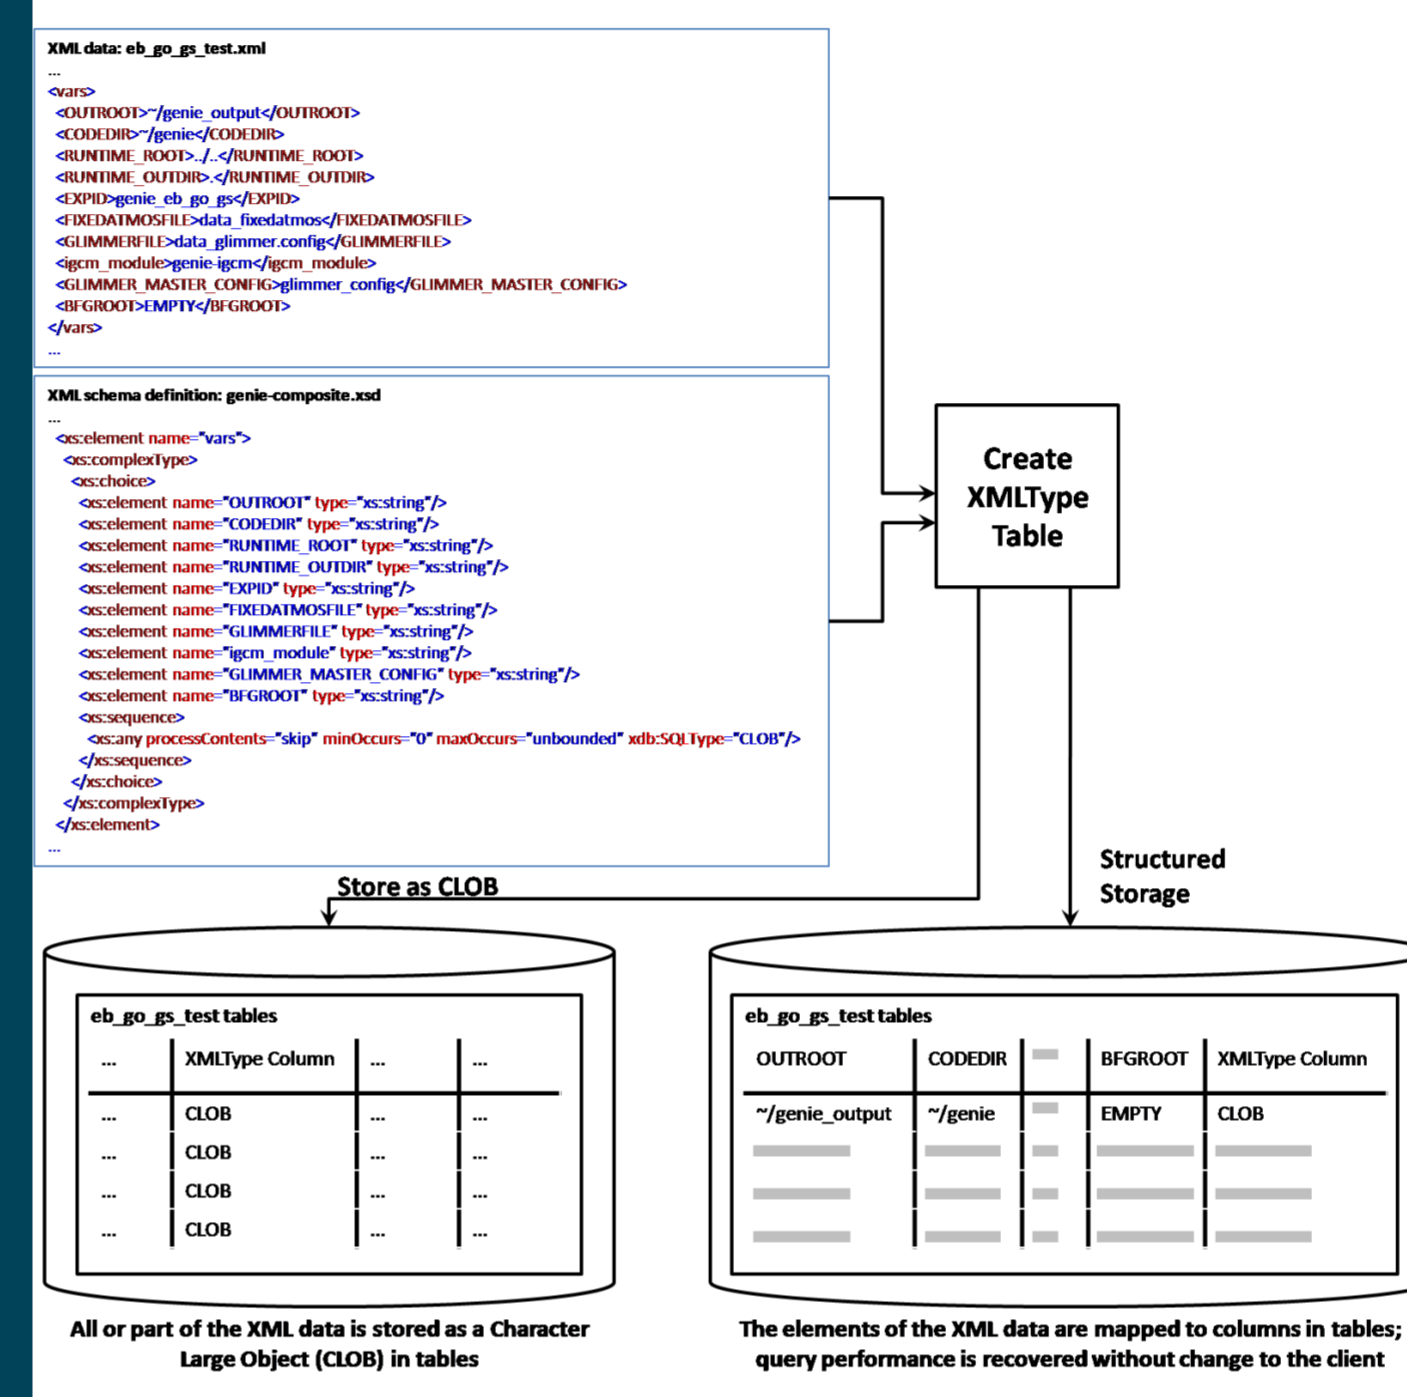 XML data: eb_go_gs_test.xml
...
<vars>
<OUTROOT>~/genie_output</OUTROOT>
<CODEDIR>~/genie</CODEDIR>
<RUNTIME_ROOT>../..</RUNTIME_ROOT>
<RUNTIME_OUTDIR>.</RUNTIME_OUTDIR>
<EXPID>genie_eb_go_gs</EXPID>
<FIXEDATMOSFILE>data_fixedatmos</FIXEDATMOSFILE>
<GLIMMERFILE>data_glimmer.config</GLIMMERFILE>
<igcm_module>genie-igcm</igcm_module>
<GLIMMER_MASTER_CONFIG>glimmer_config</GLIMMER_MASTER_CONFIG>
<BFGROOT>EMPTY</BFGROOT>
</vars>
...
XML schema definition: genie-composite.xsd
...
<xs:element name="vars">
<xs:complexType>
<xs:choice>
<xs:element name="OUTROOT" type="xs:string"/>
<xs:element name="CODEDIR" type="xs:string"/>
<xs:element name="RUNTIME_ROOT" type="xs:string"/>
<xs:element name="RUNTIME_OUTDIR" type="xs:string"/>
<xs:element name="EXPID" type="xs:string"/>
<xs:element name="FIXEDATMOSFILE" type="xs:string"/>
<xs:element name="GLIMMERFILE" type="xs:string"/>
<xs:element name="igcm_module" type="xs:string"/>
<xs:element name="GLIMMER_MASTER_CONFIG" type="xs:string"/>
<xs:element name="BFGROOT" type="xs:string"/>
<xs:sequence>
<xs:any processContents="skip" minOccurs="0" maxOccurs="unbounded" xdb:SQLType="CLOB"/>
</xs:sequence>
</xs:choice>
</xs:complexType>
</xs:element>
...
Create
XMLType
Table
Store as CLOB
Structured
Storage
eb_go_gs_test tables
... XMLType Column ... ...
... CLOB ... ...
... CLOB ... ...
... CLOB ... ...
... CLOB ... ...
All or part of the XML data is stored as a Character
Large Object (CLOB) in tables
eb_go_gs_test tables
OUTROOT CODEDIR BFGROOT XMLType Column
~/genie_output ~/genie EMPTY CLOB
The elements of the XML data are mapped to columns in tables;
query performance is recovered without change to the client